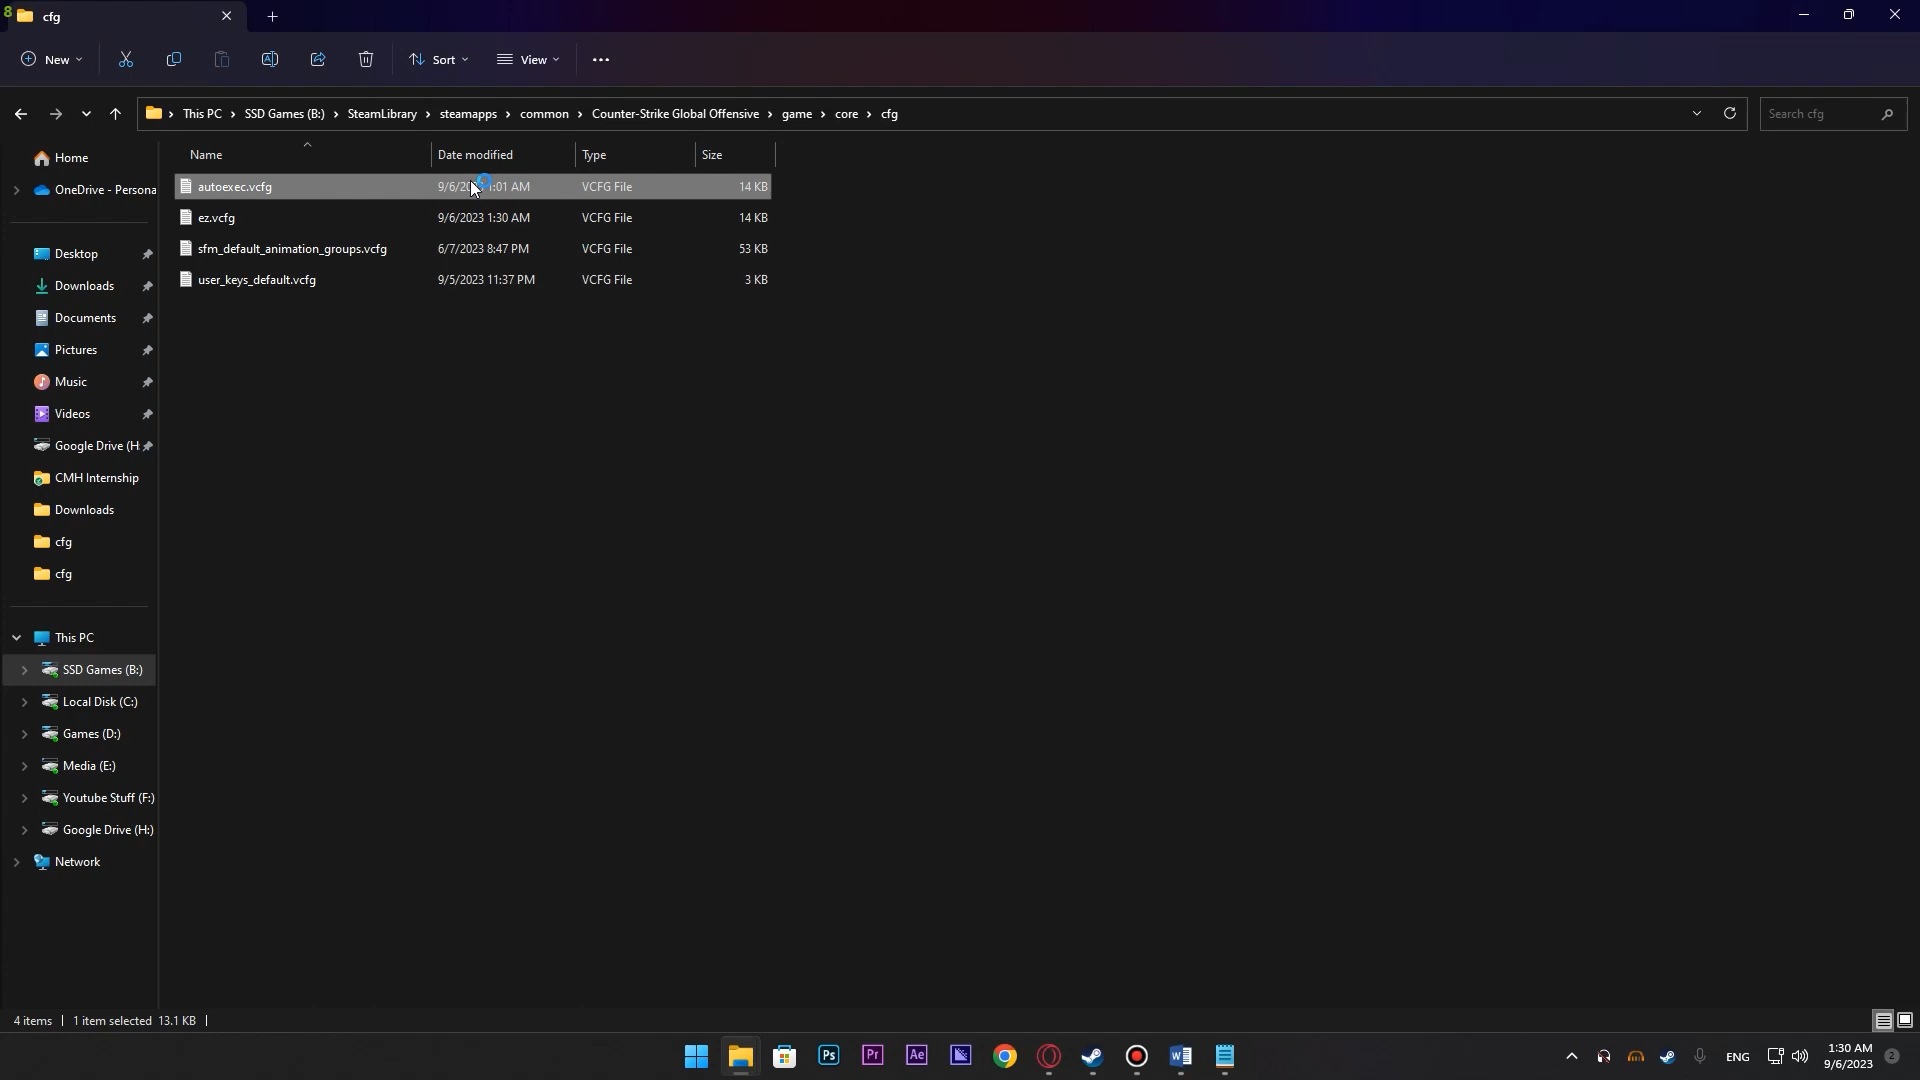 8
cfg
New
Sort
View
This PC
SSD Games (B:)
SteamLibrary
steamapps
common
Counter-Strike Global Offensive
game
core
cfg
Search cfg
Name
Date modified
Type
Size
autoexec.vcfg
:01 AM
VCFG File
14 KB
ez.vcfg
9/6/2023 1:30 AM
VCFG File
14 KB
sfm_default_animation_groups.vcfg
6/7/2023 8:47 PM
VCFG File
53 KB
user_keys_default.vcfg
9/5/2023 11:37 PM
VCFG File
3 KB
Home
OneDrive - Persona
Desktop
Downloads
Documents
Pictures
Music
Videos
Google Drive (H
CMH Internship
Downloads
cfg
cfg
This PC
SSD Games (B:)
Local Disk (C:)
Games (D:)
Media (E:)
Youtube Stuff (F:)
Google Drive (H:)
Network
4 items
1 item selected 13.1 KB
Ps
Pr
Ae
W
ENG
1:30 AM
9/6/2023
2